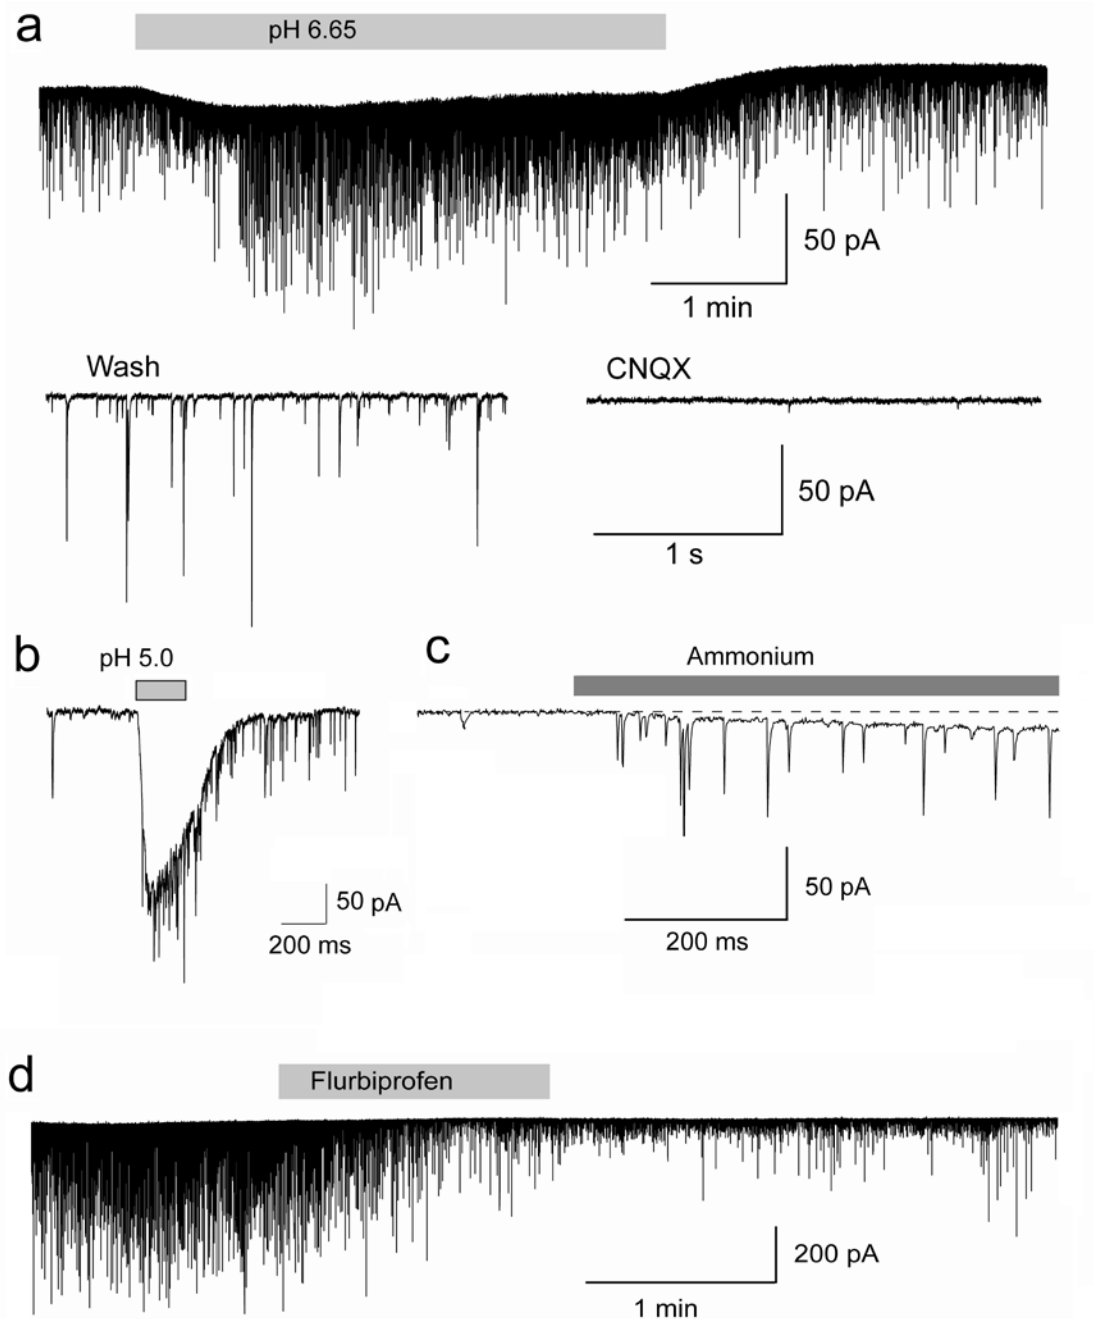 a
pH 6.65
50 pA
1 min
Wash
CNQX
50 pA
1 s
b
pH 5.0
50 pA
200 ms
c
Ammonium
50 pA
200 ms
d
Flurbiprofen
200 pA
1 min